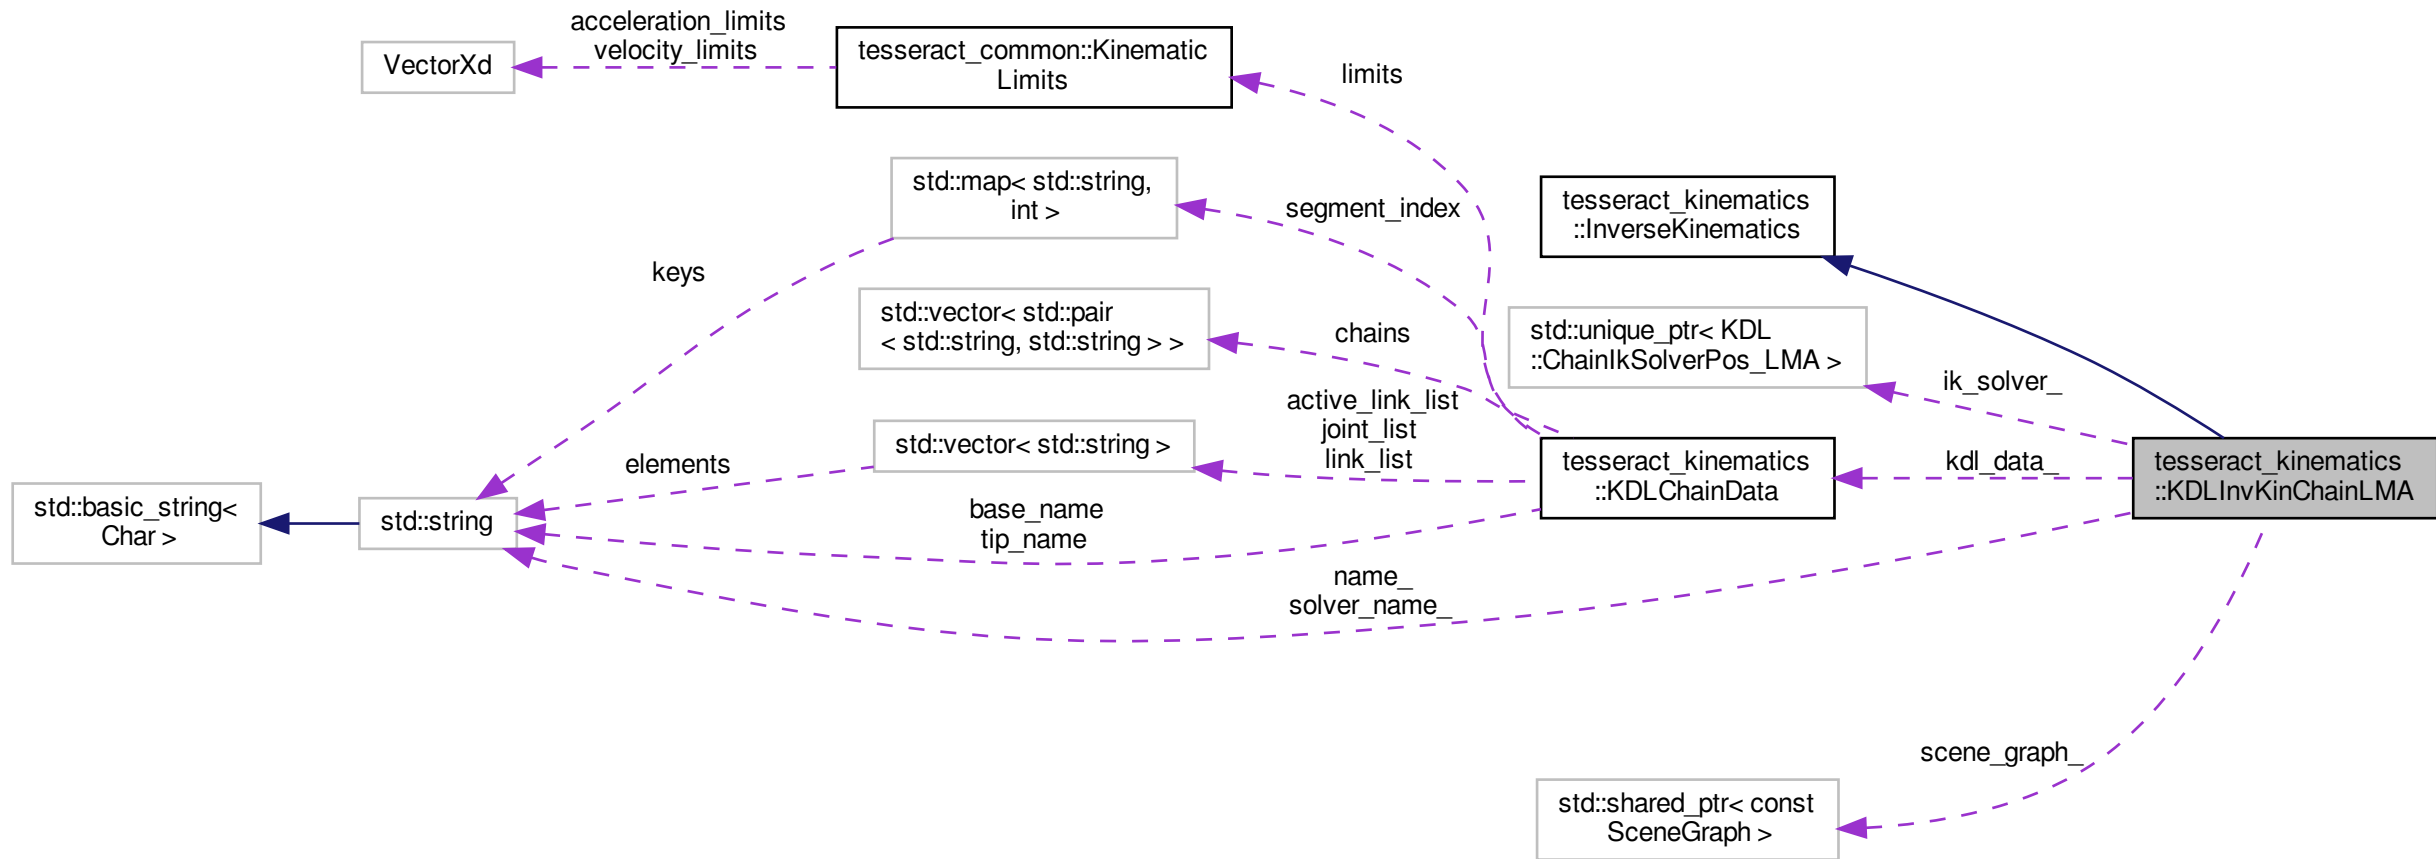 acceleration_limits
velocity_limits
VectorXd
tesseract_common::Kinematic
Limits
limits
std::map< std::string,
int >
segment_index
tesseract_kinematics
::InverseKinematics
keys
std::vector< std::pair
< std::string, std::string > >
chains
std::unique_ptr< KDL
::ChainIkSolverPos_LMA >
ik_solver_
active_link_list
joint_list
link_list
std::vector< std::string >
elements
tesseract_kinematics
::KDLChainData
kdl_data_
tesseract_kinematics
::KDLInvKinChainLMA
std::basic_string<
Char >
std::string
base_name
tip_name
name_
solver_name_
scene_graph_
std::shared_ptr< const
SceneGraph >